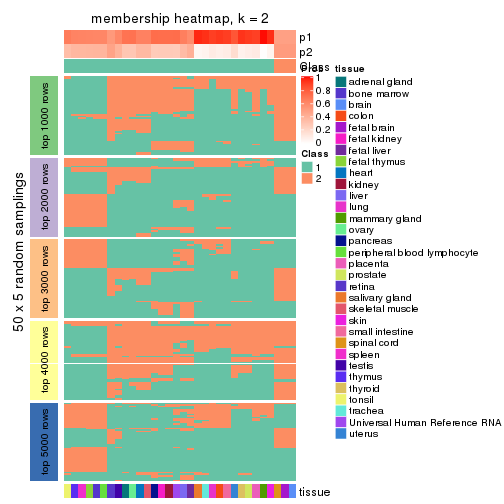 membership heatmap, k = 2
p1
p2
Class
50 x 5 random samplings
top 1000 rows
top 2000 rows
top 3000 rows
top 4000 rows
top 5000 rows
1
0.8
0.6
0.4
0.2
0
Class
1
2
tissue
adrenal gland
bone marrow
brain
colon
fetal brain
fetal kidney
fetal liver
fetal thymus
heart
kidney
liver
lung
mammary gland
ovary
pancreas
peripheral blood lymphocyte
placenta
prostate
retina
salivary gland
skeletal muscle
skin
small intestine
spinal cord
spleen
testis
thymus
thyroid
tonsil
trachea
Universal Human Reference RNA
uterus
tissue